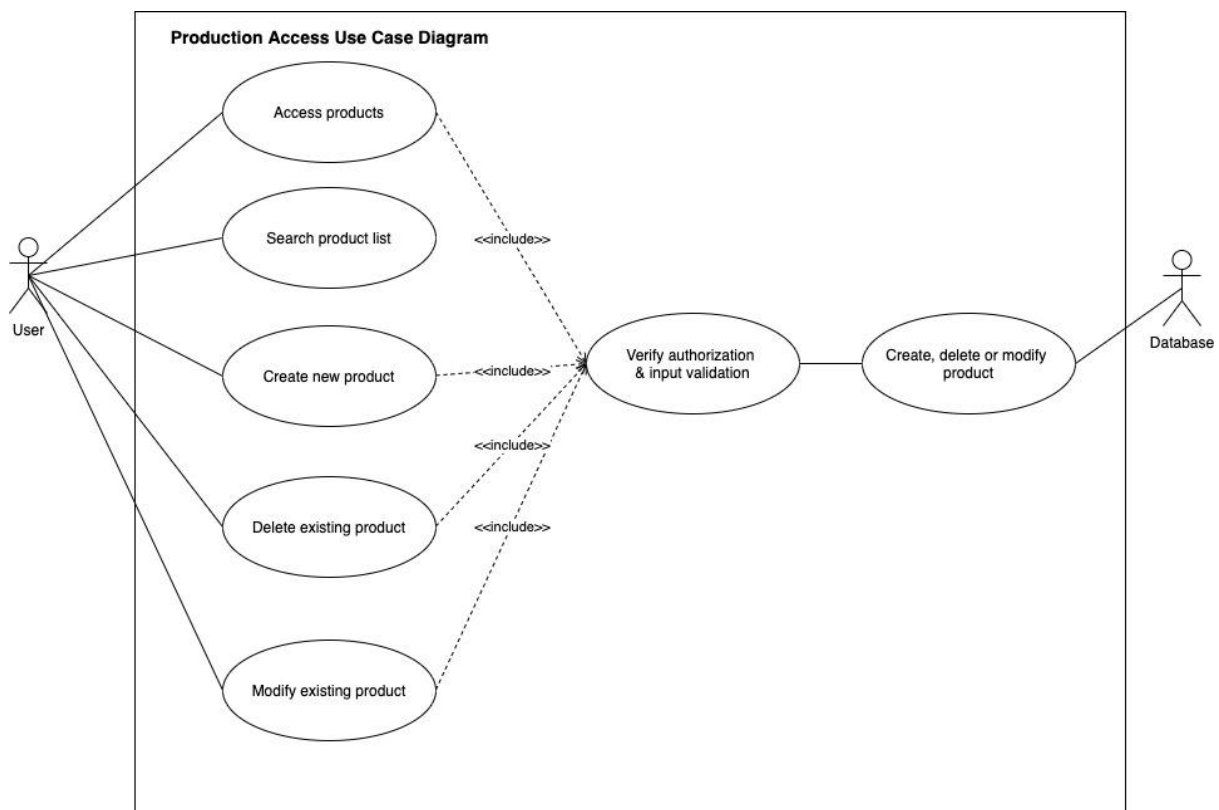 Production Access Use Case Diagram
Access products
Search product list
<<include>>
User
Database
Create new product
<<include>>
Verify authorization
& input validation
Create, delete or modify
product
<<include>>
Delete existing product
<<include>>
Modify existing product